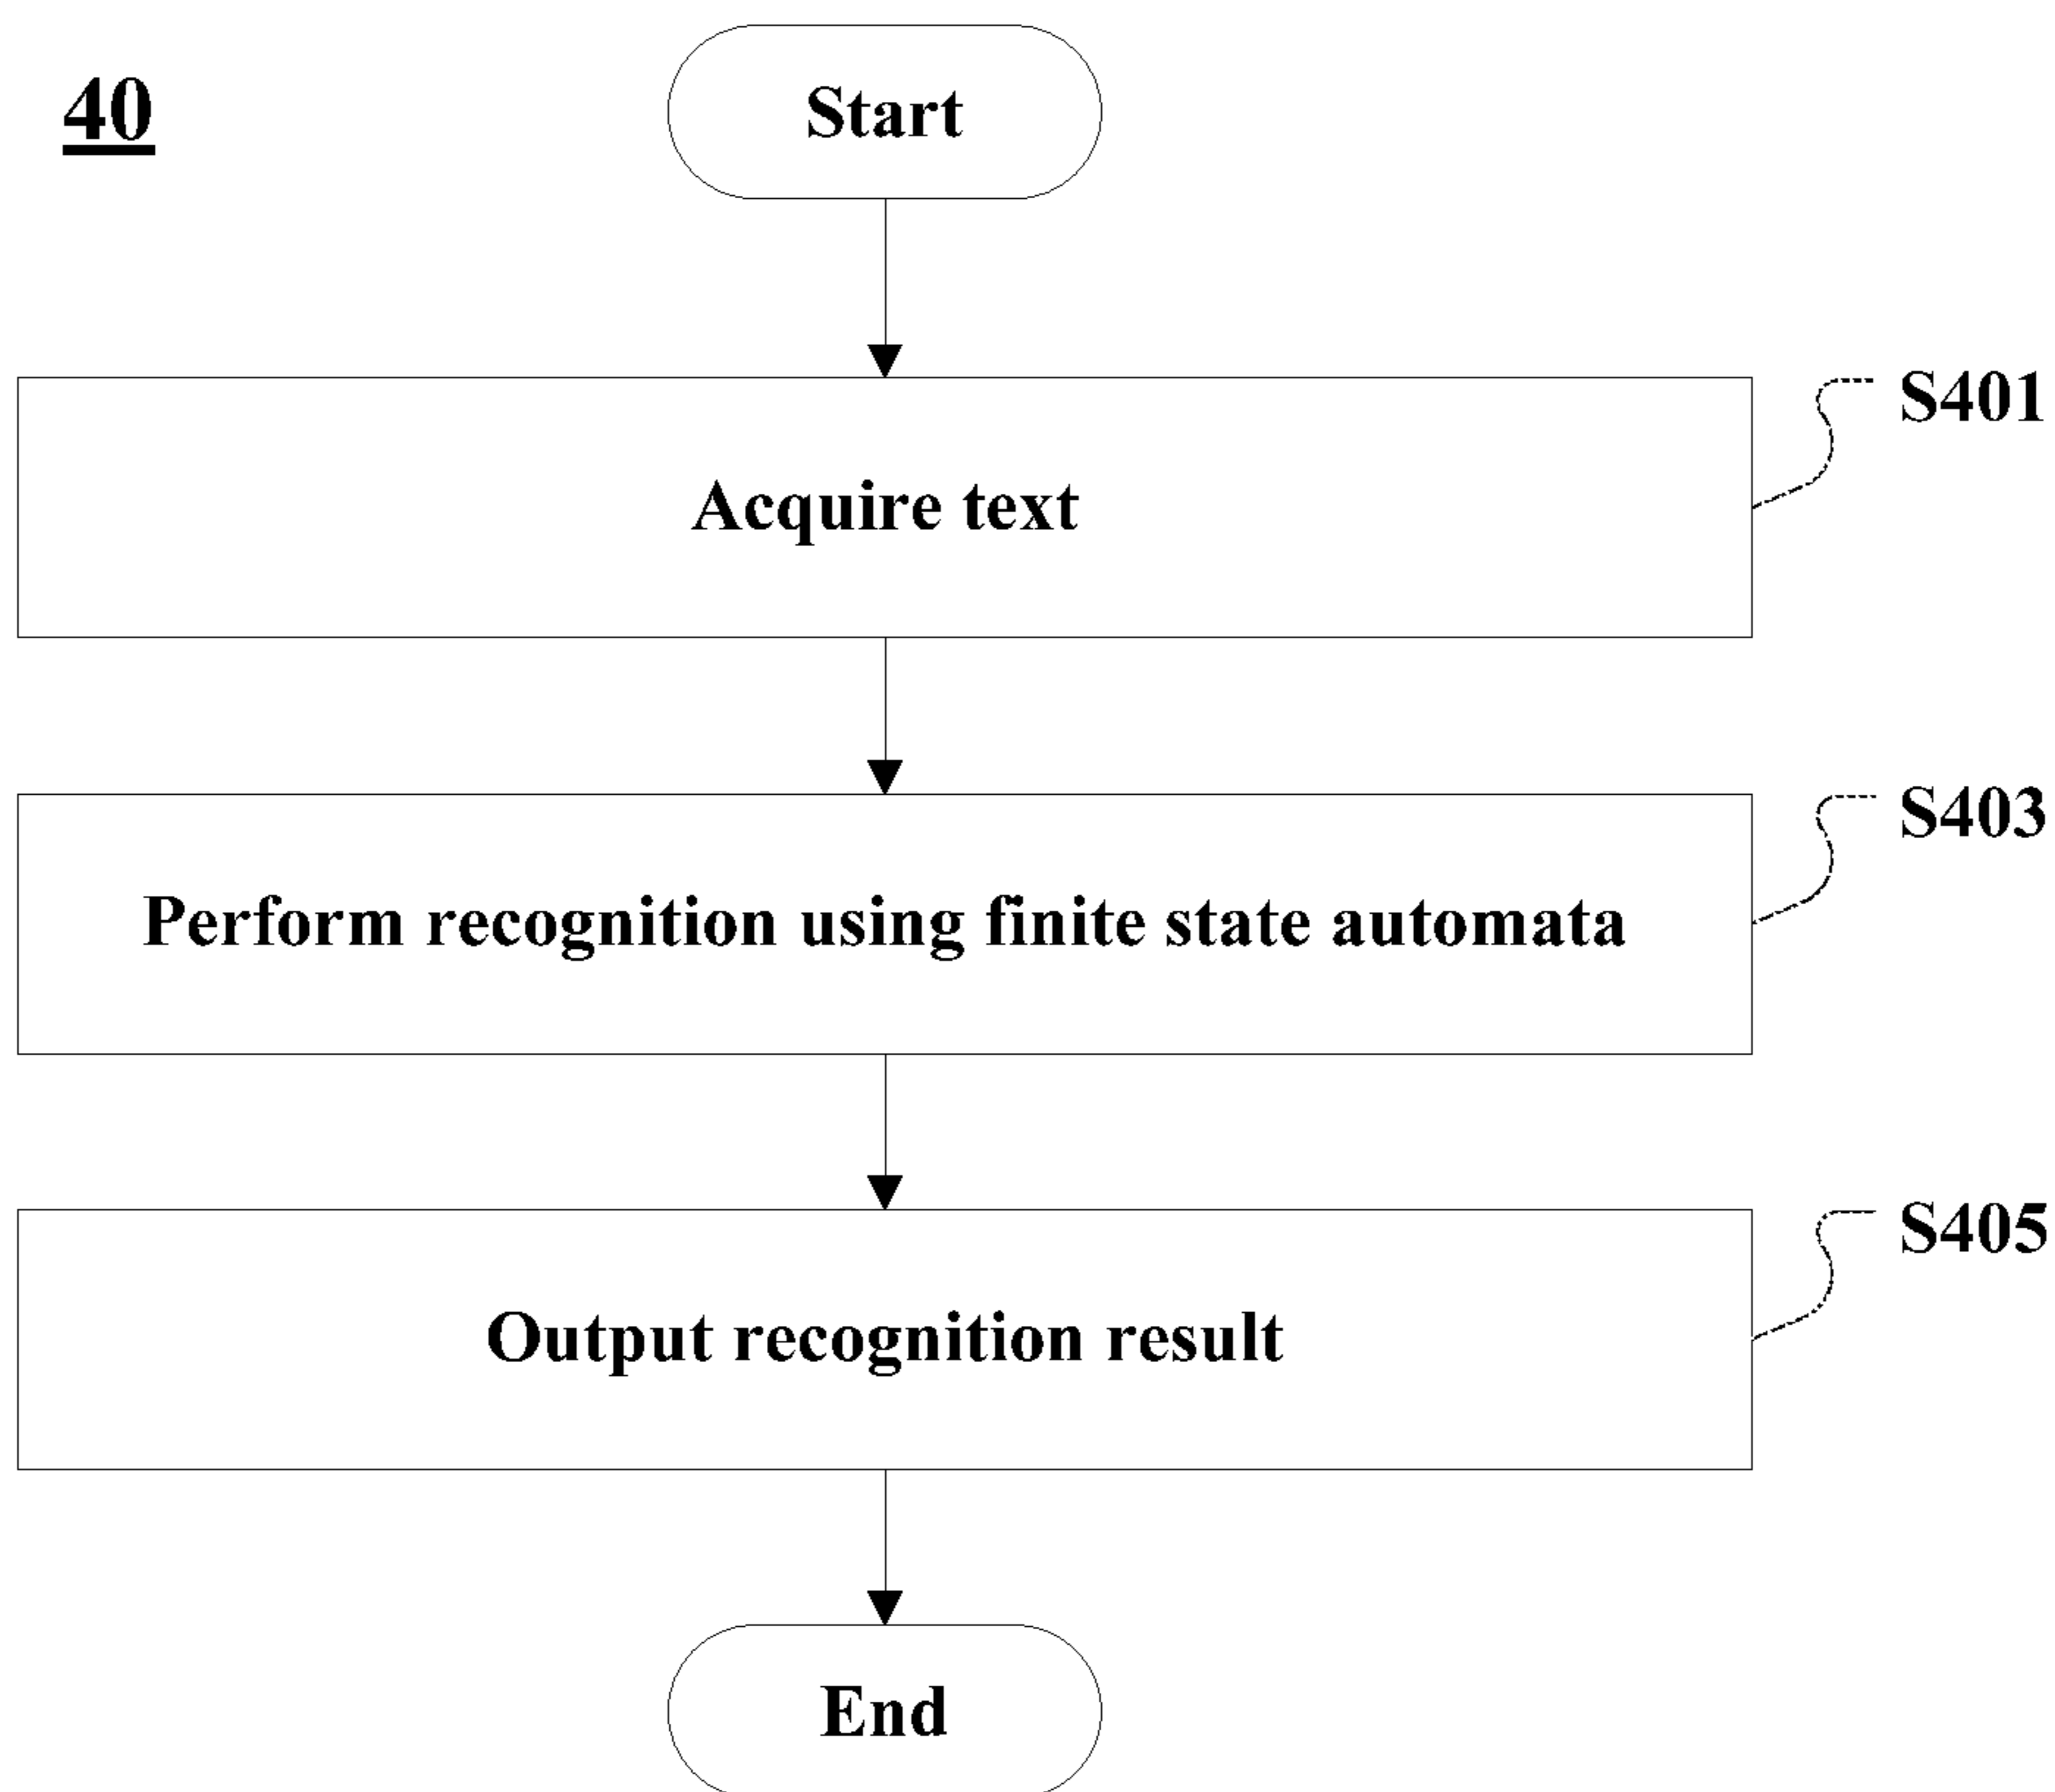 40
Start
S401
Acquire text
S403
Perform recognition using finite state automata
S405
Output recognition result
End